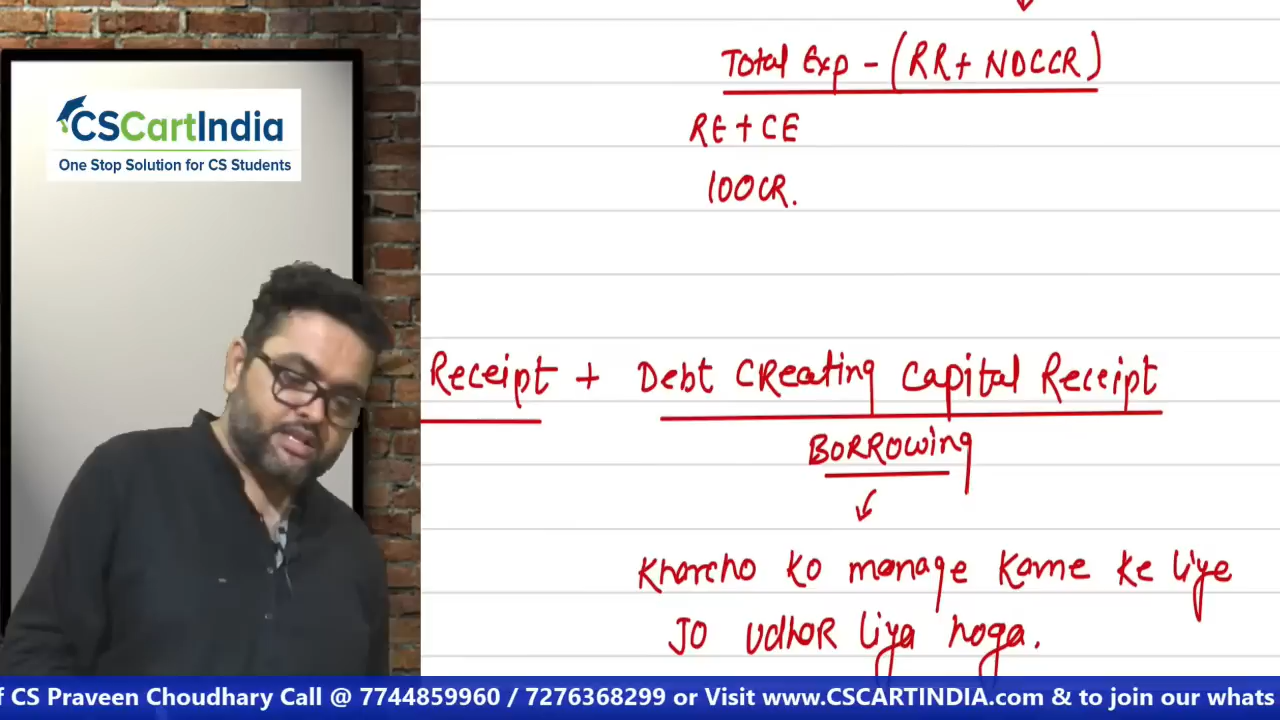 CSCartIndia
One Stop Solution for CS Students
Total Exp - (RR + NDCCR)
RE + CE
100CR.
Receipt + Debt Creating Capital Receipt
BORROWing
Kharcho ko manage karne ke liye
Jo udhar liya hoga.
f CS Praveen Choudhary Call @ 7744859960 / 7276368299 or Visit www.CSCARTINDIA.com & to join our whats